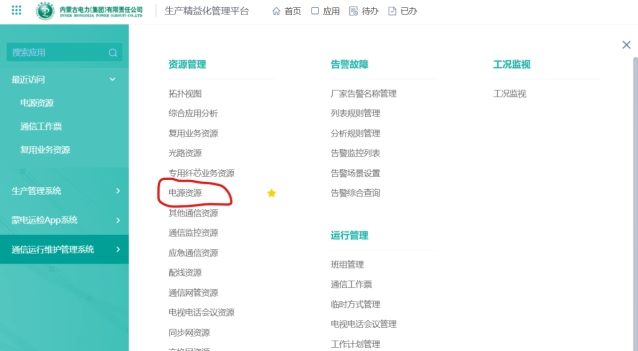 内蒙古电力(集团)有限责任公司
INNER MONGOLIA POWER (GROUP) CO.,LTD
生产精益化管理平台
首页
应用
待办
已办
搜索应用
最近访问
电源资源
通信工作票
复用业务资源
生产管理系统
蒙电运检App系统
通信运行维护管理系统
资源管理
拓扑视图
综合应用分析
复用业务资源
光路资源
专用纤芯业务资源
电源资源
其他通信资源
通信监控资源
应急通信资源
配线资源
通信网管资源
电视电话会议资源
同步网资源
交换网资源
告警故障
厂家告警名称管理
列表规则管理
分析规则管理
告警监控列表
告警场景设置
告警综合查询
运行管理
班组管理
通信工作票
临时方式管理
电视电话会议管理
工作计划管理
工况监视
工况监视